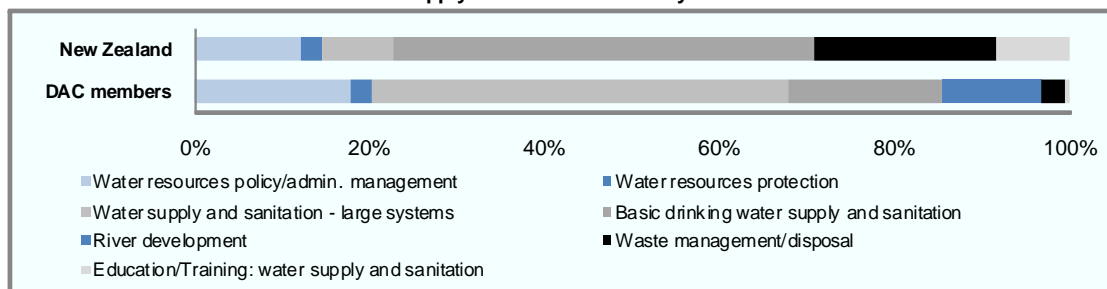 New Zealand
DAC members
0% 20% 40% 60% 80% 100%
Water resources policy/admin. management Water resources protection
Water supply and sanitation - large systems Basic drinking water supply and sanitation
River development Waste management/disposal
Education/Training: water supply and sanitation